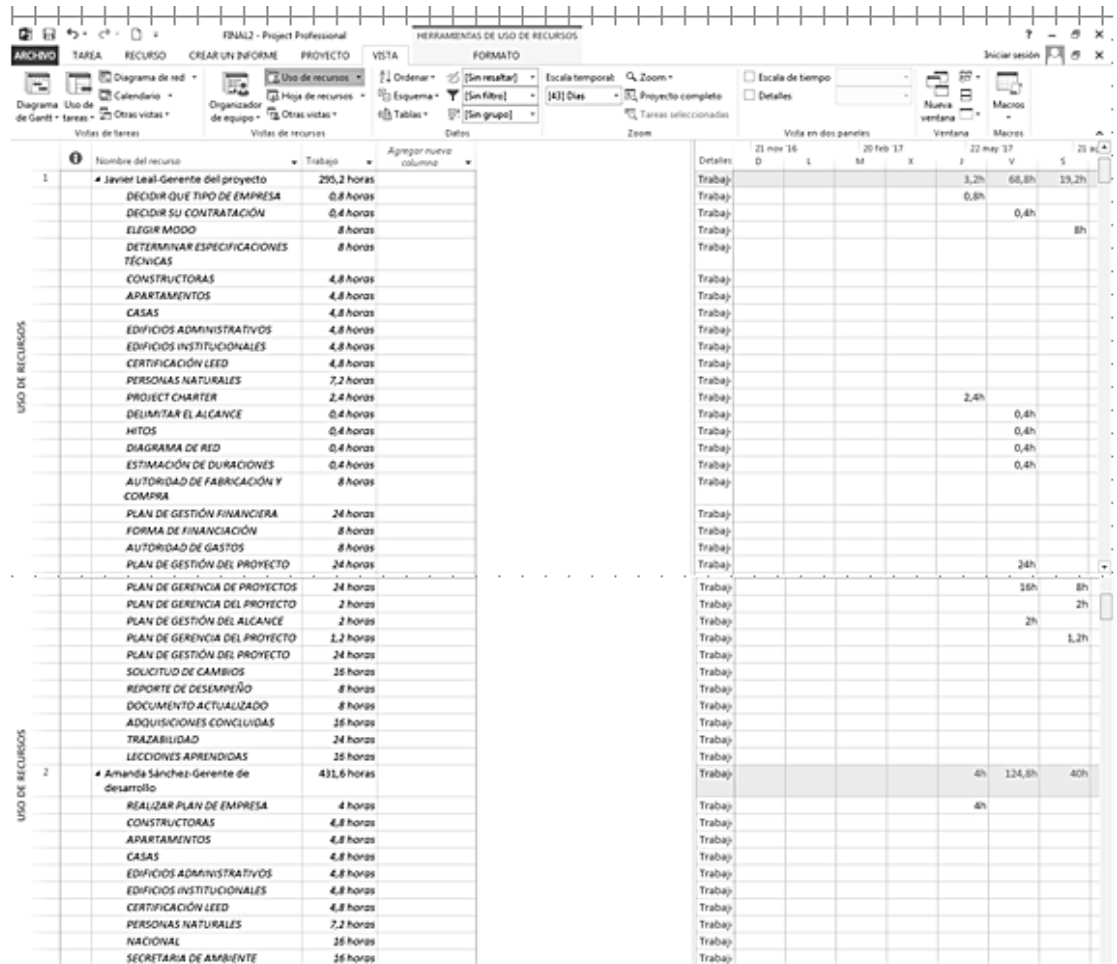 FINAL2 - Project Professional HERRAMIENTAS DE USO DE RECURSOS
ARCHIVO TAREA RECURSO CREAR UN INFORME PROYECTO VISTA FORMATO Iniciar sesión
Diagrama de Gantt Uso de tareas Diagrama de red Calendario Otras vistas Vistas de tareas
Organizador de equipo Uso de recursos Hoja de recursos Otras vistas Vistas de recursos
Ordenar Esquema Tablas [Sin resaltar] [Sin filtro] [Sin grupo] Datos
Escala temporal: [43] Días Zoom Proyecto completo Tareas seleccionadas Zoom
Escala de tiempo Detalles Vista en dos paneles
Nueva ventana Ventana Macros Macros
Nombre del recurso Trabajo Agregar nueva columna Detalles
21 nov '16 20 feb '17 22 may '17
D L M X J V S
1 Javier Leal-Gerente del proyecto 295,2 horas Trabaj 3,2h 68,8h 19,2h
DECIDIR QUE TIPO DE EMPRESA 0,8 horas Trabaj 0,8h
DECIDIR SU CONTRATACIÓN 0,4 horas Trabaj 0,4h
ELEGIR MODO 8 horas Trabaj 8h
DETERMINAR ESPECIFICACIONES 8 horas Trabaj
TÉCNICAS
CONSTRUCTORAS 4,8 horas Trabaj
APARTAMENTOS 4,8 horas Trabaj
CASAS 4,8 horas Trabaj
EDIFICIOS ADMINISTRATIVOS 4,8 horas Trabaj
EDIFICIOS INSTITUCIONALES 4,8 horas Trabaj
CERTIFICACIÓN LEED 4,8 horas Trabaj
PERSONAS NATURALES 7,2 horas Trabaj
PROJECT CHARTER 2,4 horas Trabaj 2,4h
DELIMITAR EL ALCANCE 0,4 horas Trabaj 0,4h
HITOS 0,4 horas Trabaj 0,4h
DIAGRAMA DE RED 0,4 horas Trabaj 0,4h
ESTIMACIÓN DE DURACIONES 0,4 horas Trabaj 0,4h
AUTORIDAD DE FABRICACIÓN Y 8 horas Trabaj
COMPRA
PLAN DE GESTIÓN FINANCIERA 24 horas Trabaj
FORMA DE FINANCIACIÓN 8 horas Trabaj
AUTORIDAD DE GASTOS 8 horas Trabaj
PLAN DE GESTIÓN DEL PROYECTO 24 horas Trabaj 24h
USO DE RECURSOS
PLAN DE GERENCIA DE PROYECTOS 24 horas Trabaj 16h 8h
PLAN DE GERENCIA DEL PROYECTO 2 horas Trabaj 2h
PLAN DE GESTIÓN DEL ALCANCE 2 horas Trabaj 2h
PLAN DE GERENCIA DEL PROYECTO 1,2 horas Trabaj 1,2h
PLAN DE GESTIÓN DEL PROYECTO 24 horas Trabaj
SOLICITUD DE CAMBIOS 16 horas Trabaj
REPORTE DE DESEMPEÑO 8 horas Trabaj
DOCUMENTO ACTUALIZADO 8 horas Trabaj
ADQUISICIONES CONCLUIDAS 16 horas Trabaj
TRAZABILIDAD 24 horas Trabaj
LECCIONES APRENDIDAS 16 horas Trabaj
2 Amanda Sánchez-Gerente de 431,6 horas Trabaj 4h 124,8h 40h
desarrollo
REALIZAR PLAN DE EMPRESA 4 horas Trabaj 4h
CONSTRUCTORAS 4,8 horas Trabaj
APARTAMENTOS 4,8 horas Trabaj
CASAS 4,8 horas Trabaj
EDIFICIOS ADMINISTRATIVOS 4,8 horas Trabaj
EDIFICIOS INSTITUCIONALES 4,8 horas Trabaj
CERTIFICACIÓN LEED 4,8 horas Trabaj
PERSONAS NATURALES 7,2 horas Trabaj
NACIONAL 16 horas Trabaj
SECRETARIA DE AMBIENTE 16 horas Trabaj
USO DE RECURSOS